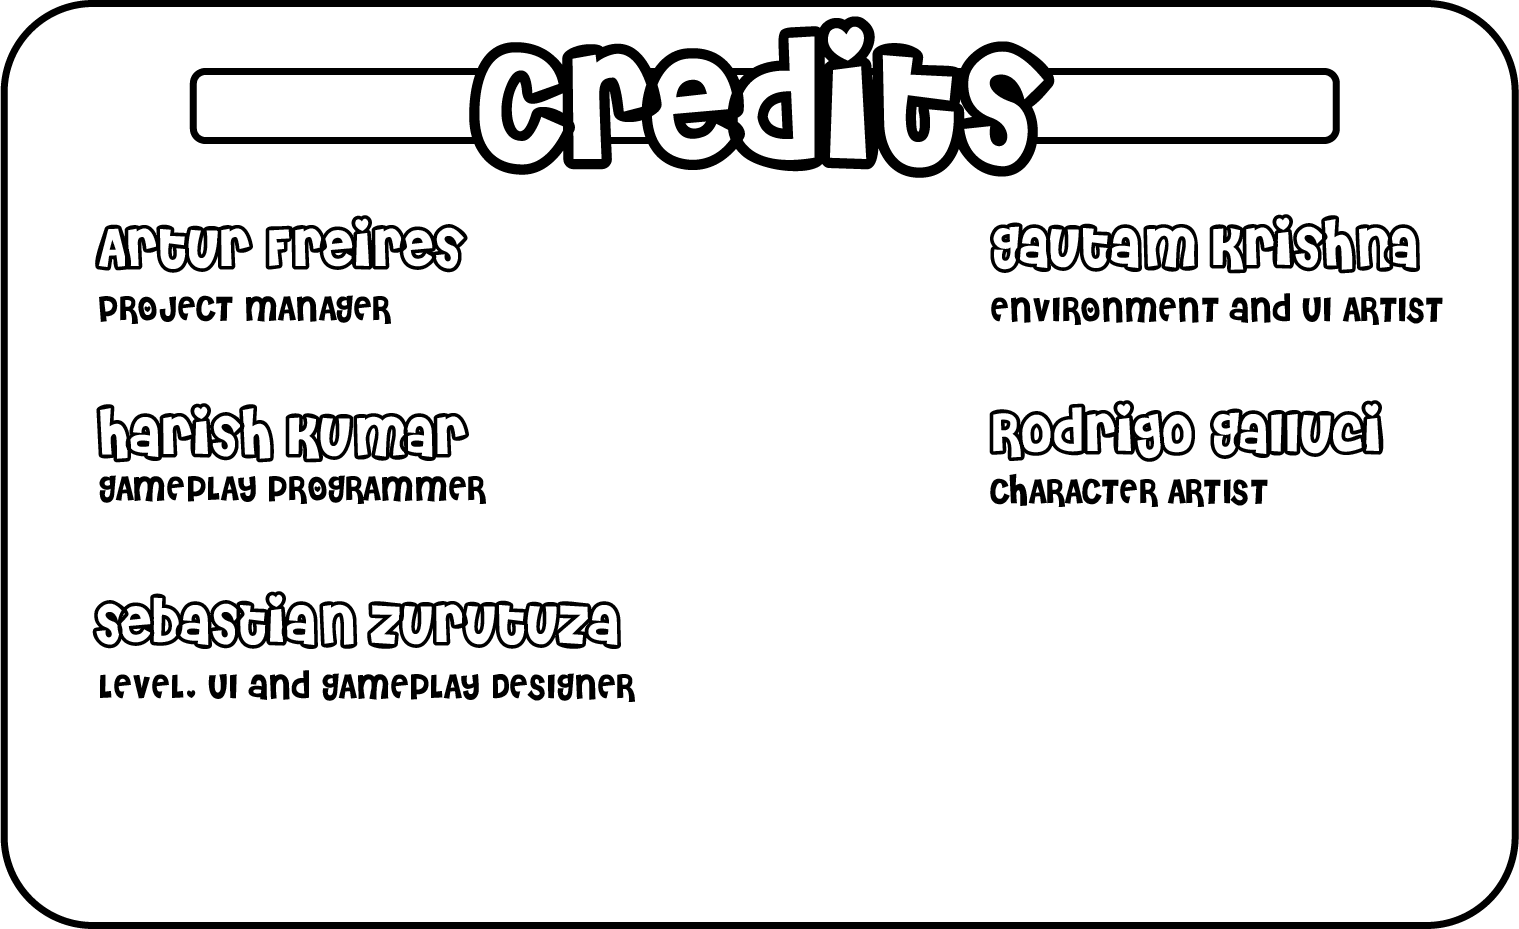 credits
Artur Freires
PROJECT MANAGER
harish Kumar
gAMePLAY PROGRAMMER
sebastian zurutuza
Level, UI and gAMePLAY DesIgneR
gautam Krishna
envIROnmenT and UI ARTIST
Rodrigo galluci
ChARACTeR ARTIST